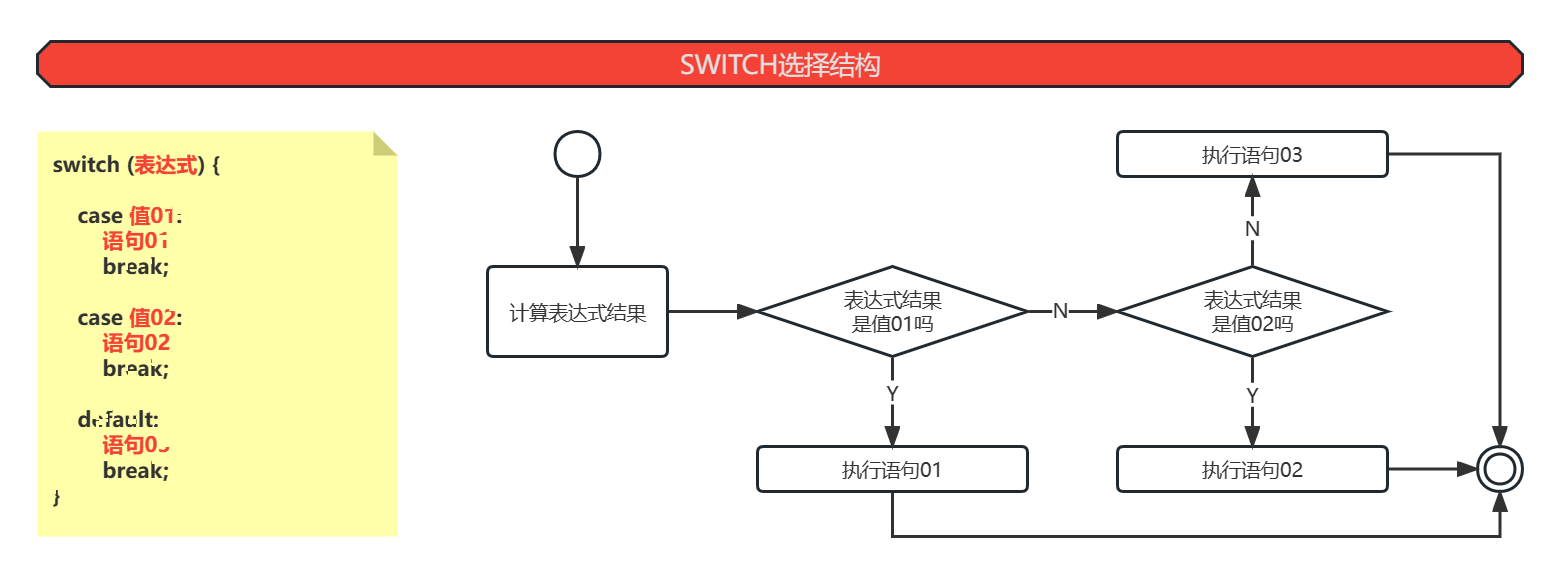 SWITCH选择结构
switch (表达式) {
case 值01:
语句01
break;
case 值02:
语句02
break;
default:
语句03
break;
}
计算表达式结果
表达式结果
是值01吗
N
表达式结果
是值02吗
N
执行语句03
Y
执行语句01
Y
执行语句02